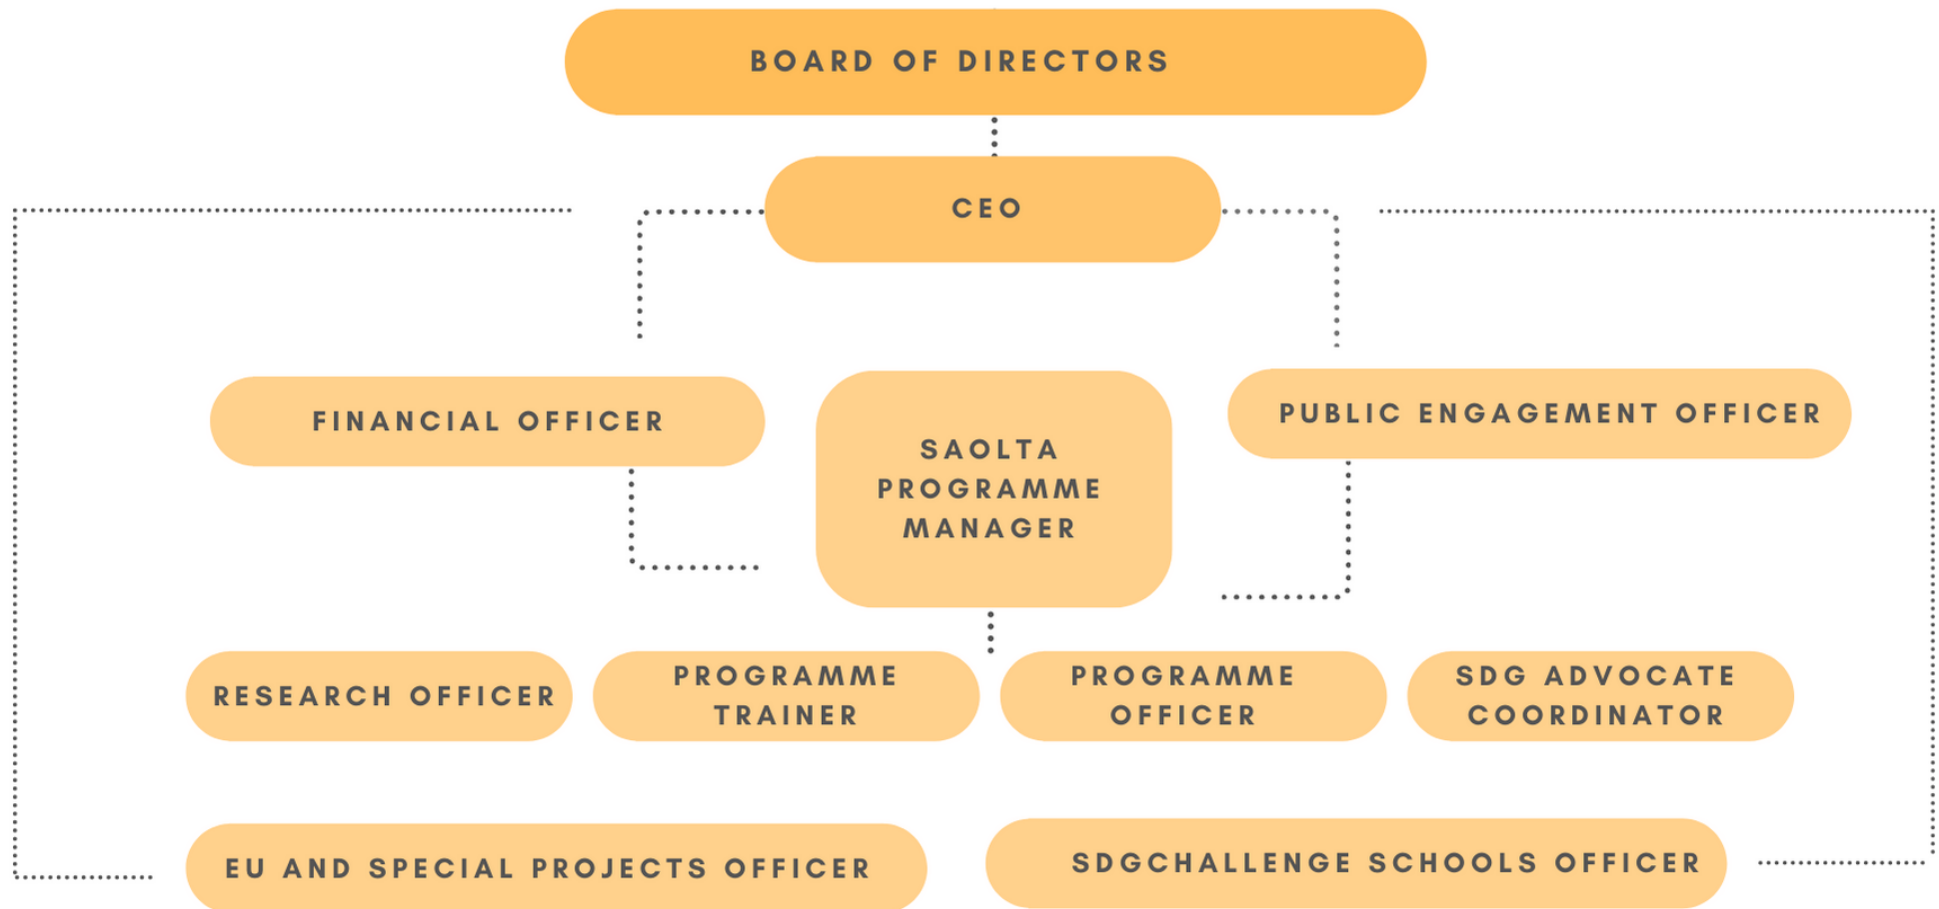 BOARD OF DIRECTORS
CEO
FINANCIAL OFFICER
SAOLTA
PROGRAMME
MANAGER
PUBLIC ENGAGEMENT OFFICER
RESEARCH OFFICER
PROGRAMME
TRAINER
PROGRAMME
OFFICER
SDG ADVOCATE
COORDINATOR
EU AND SPECIAL PROJECTS OFFICER
SDGCHALLENGE SCHOOLS OFFICER